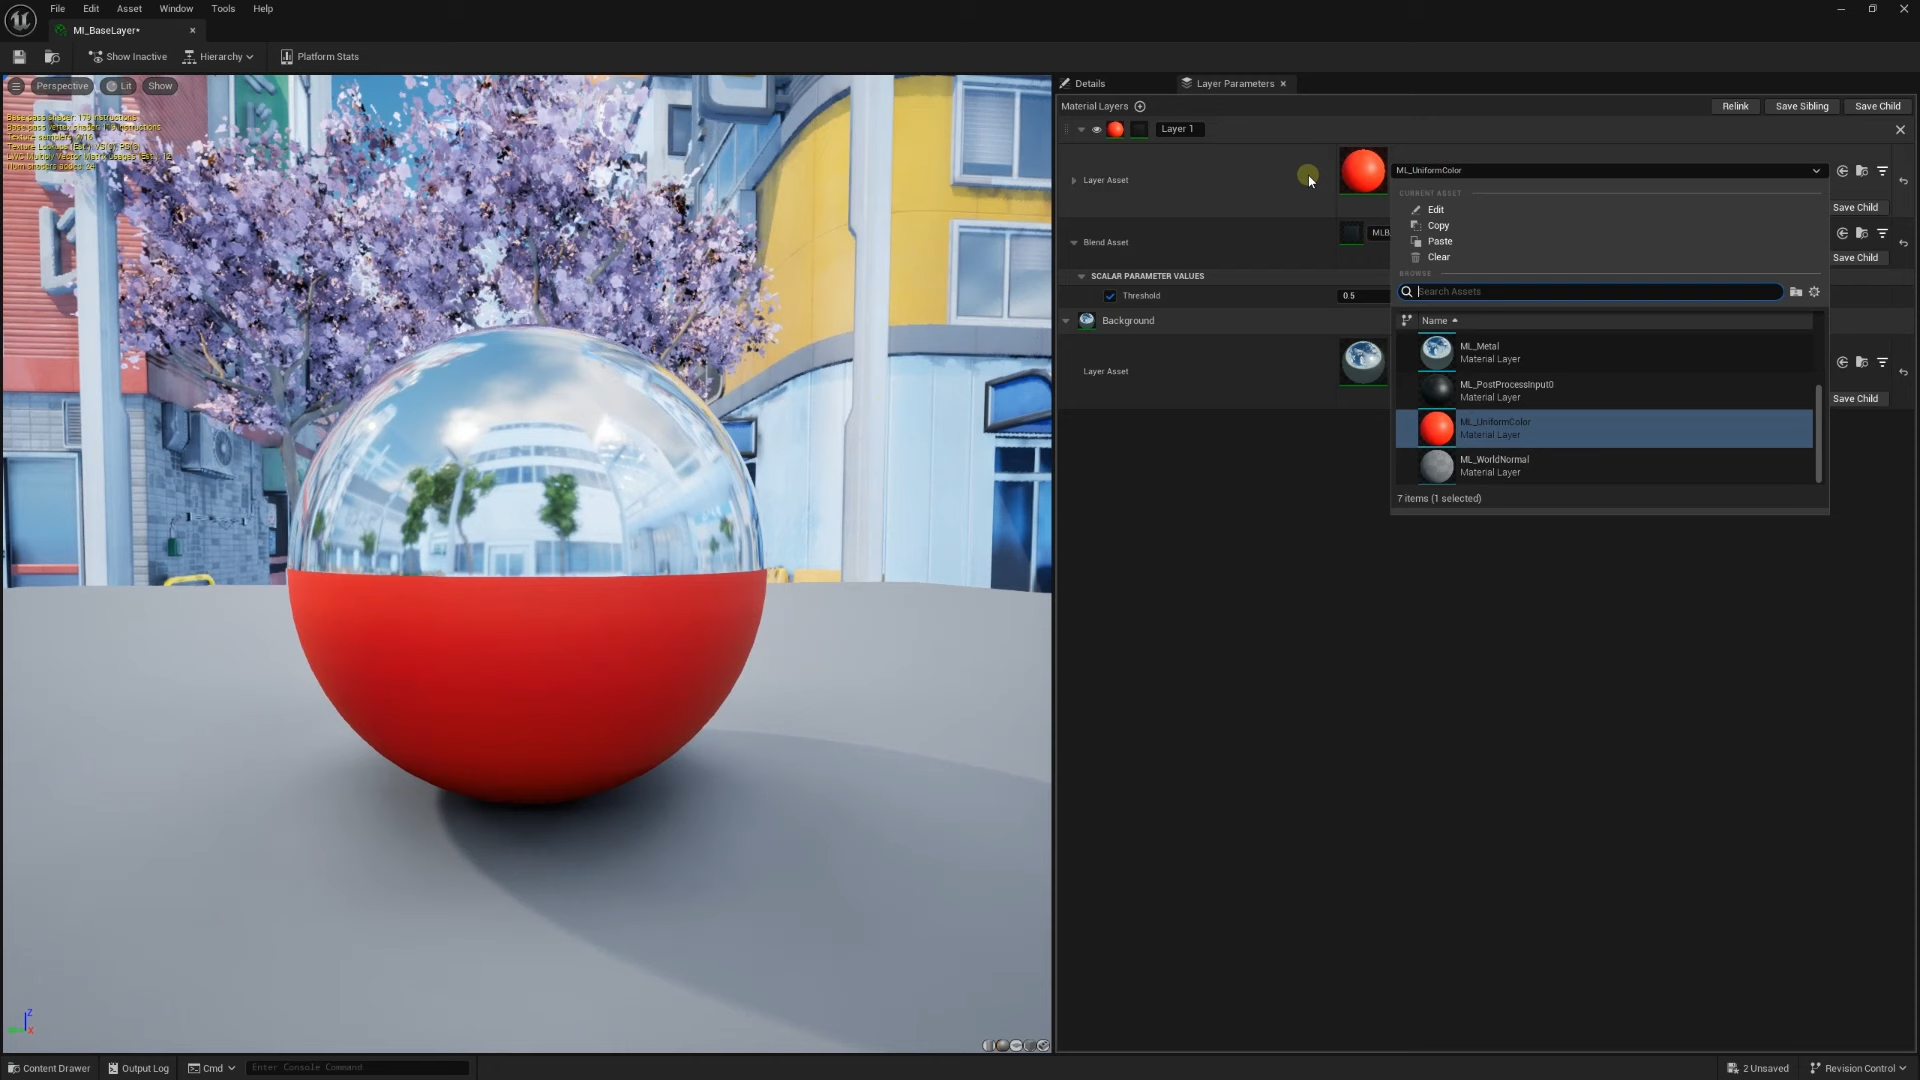 File Edit Asset Window Tools Help
MI_BaseLayer*
Show Inactive Hierarchy Platform Stats
Perspective Lit Show
Details Layer Parameters
Material Layers Relink Save Sibling Save Child
Layer 1
Layer Asset ML_UniformColor
CURRENT ASSET
Edit
Save Child
Copy
Paste
Blend Asset MLB
Clear Save Child
BROWSE
SCALAR PARAMETER VALUES
Search Assets
Threshold 0.5
Background
Name
ML_Metal
Material Layer
Layer Asset
ML_PostProcessInput0
Material Layer
Save Child
ML_UniformColor
Material Layer
ML_WorldNormal
Material Layer
7 items (1 selected)
Z
X
Content Drawer Output Log Cmd Enter Console Command 2 Unsaved Revision Control